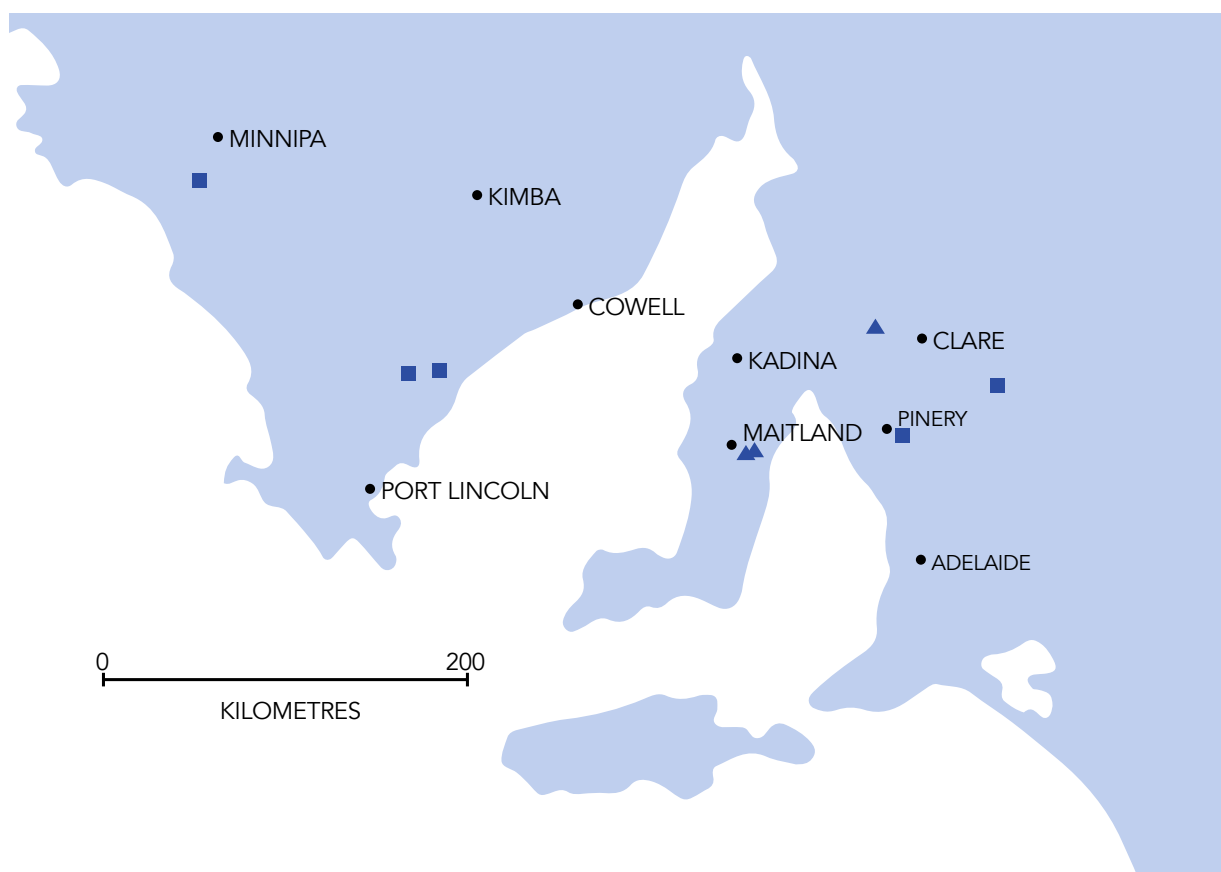 MINNIPA
KIMBA
COWELL
CLARE
KADINA
PINERY
MAITLAND
PORT LINCOLN
ADELAIDE
0 200
KILOMETRES